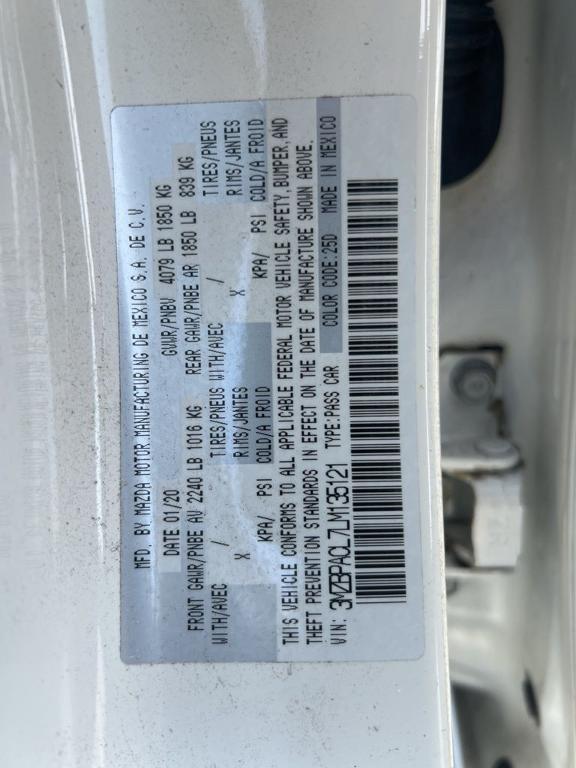 MFD. BY MAZDA MOTOR MANUFACTURING DE MEXICO S.A. DE C.V.
DATE 01/20 GVWR/PNBV 4079 LB 1850 KG
FRONT GAWR/PNBE AV 2240 LB 1016 KG REAR GAWR/PNBE AR 1850 LB 839 KG
WITH/AVEC / TIRES/PNEUS WITH/AVEC / TIRES/PNEUS
X RIMS/JANTES X RIMS/JANTES
KPA/ PSI COLD/A FROID KPA/ PSI COLD/A FROID
THIS VEHICLE CONFORMS TO ALL APPLICABLE FEDERAL MOTOR VEHICLE SAFETY, BUMPER, AND
THEFT PREVENTION STANDARDS IN EFFECT ON THE DATE OF MANUFACTURE SHOWN ABOVE.
VIN: 3MZBPACL7LM135121 TYPE:PASS CAR COLOR CODE:25D MADE IN MEXICO